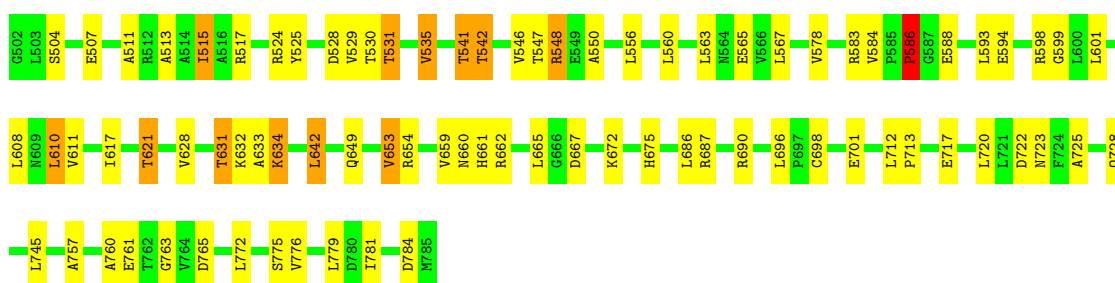 G502 L503 S504 E507 A511 R512 A513 A514 I515 A516 R517 R524 Y525 D528 V529 T530 T531 V535 T541 T542 V546 T547 R548 E549 A550 L556 L560 L563 N564 E565 V566 L567 V578 R583 V584 P585 P586 G587 E588 L593 E594 R598 G599 L600 L601
L608 N609 L610 V611 I617 T621 V628 T631 K632 A633 K634 L642 Q649 V653 R654 V659 N660 H661 R662 L665 G666 D667 K672 H675 L686 R687 R690 L696 P697 C698 E701 L712 P713 E717 L720 L721 D722 N723 F724 A725
L745 A757 A760 E761 T762 G763 V764 D765 L772 S775 V776 L779 D780 I781 D784 M785